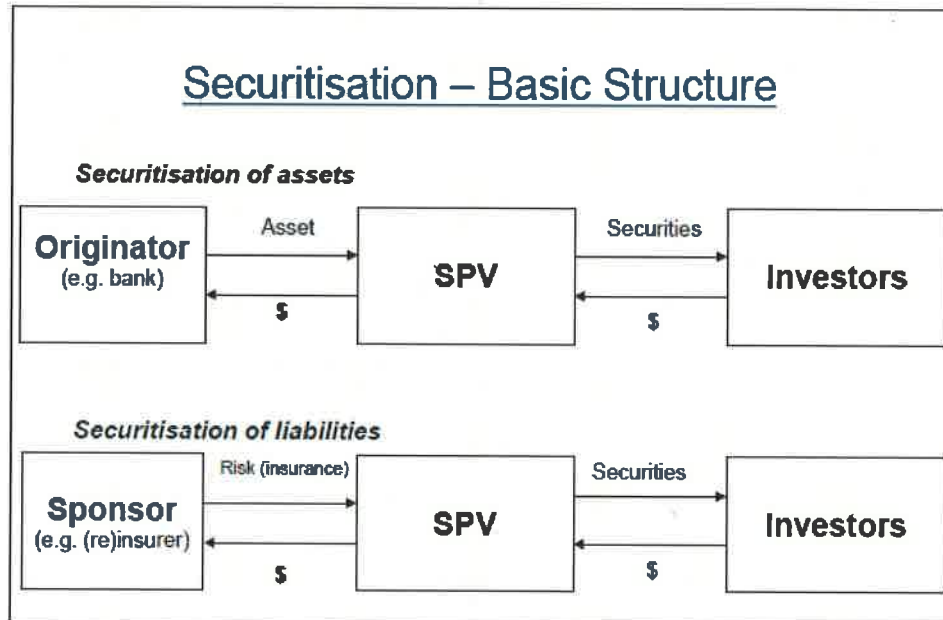 Securitisation – Basic Structure
Securitisation of assets
Originator
(e.g. bank)
Asset
$
SPV
Securities
$
Investors
Securitisation of liabilities
Sponsor
(e.g. (re)insurer)
Risk (insurance)
$
SPV
Securities
$
Investors